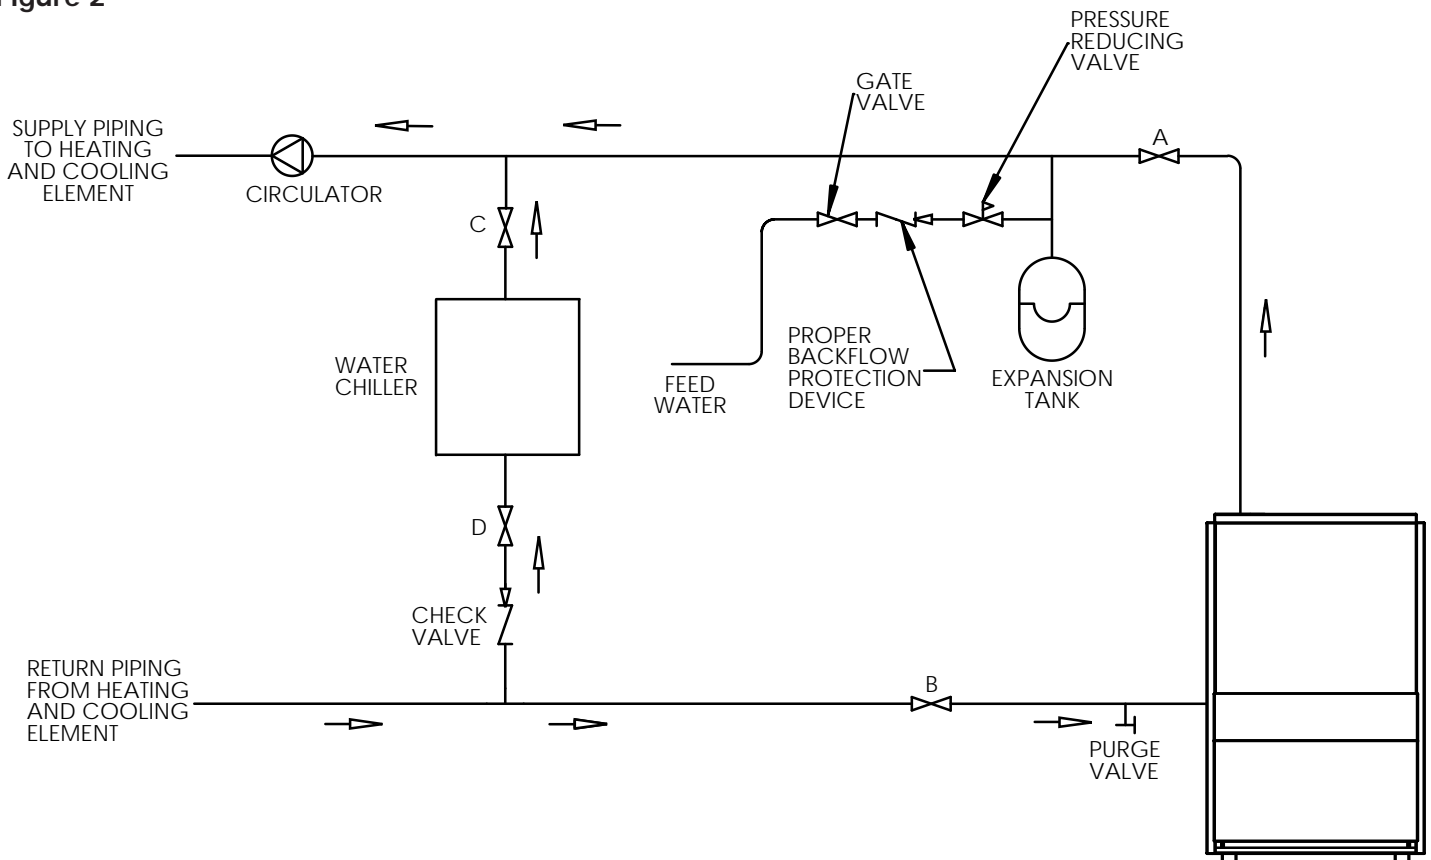 Figure 2
PRESSURE
REDUCING
VALVE
GATE
VALVE
A
SUPPLY PIPING
TO HEATING
AND COOLING
ELEMENT
CIRCULATOR
C
WATER
CHILLER
FEED
WATER
PROPER
BACKFLOW
PROTECTION
DEVICE
EXPANSION
TANK
D
CHECK
VALVE
RETURN PIPING
FROM HEATING
AND COOLING
ELEMENT
B
PURGE
VALVE